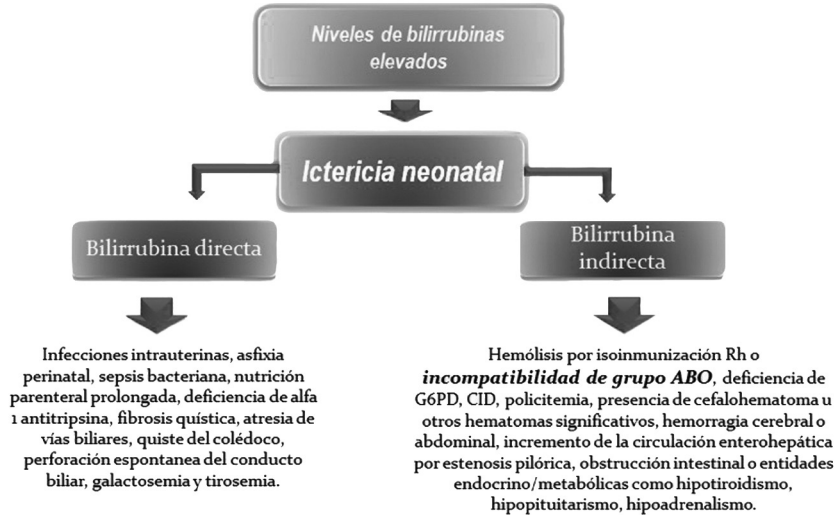 Niveles de bilirrubinas
elevados
Ictericia neonatal
Bilirrubina directa
Infecciones intrauterinas, asfixia
perinatal, sepsis bacteriana, nutrición
parenteral prolongada, deficiencia de alfa
1 antitripsina, fibrosis quística, atresia de
vías biliares, quiste del colédoco,
perforación espontanea del conducto
biliar, galactosemia y tirosemia.
Bilirrubina
indirecta
Hemólisis por isoinmunización Rh o
incompatibilidad de grupo ABO, deficiencia de
G6PD, CID, policitemia, presencia de cefalohematoma u
otros hematomas significativos, hemorragia cerebral o
abdominal, incremento de la circulación enterohepática
por estenosis pilórica, obstrucción intestinal o entidades
endocrino/metabólicas como hipotiroidismo,
hipopituitarismo, hipoadrenalismo.